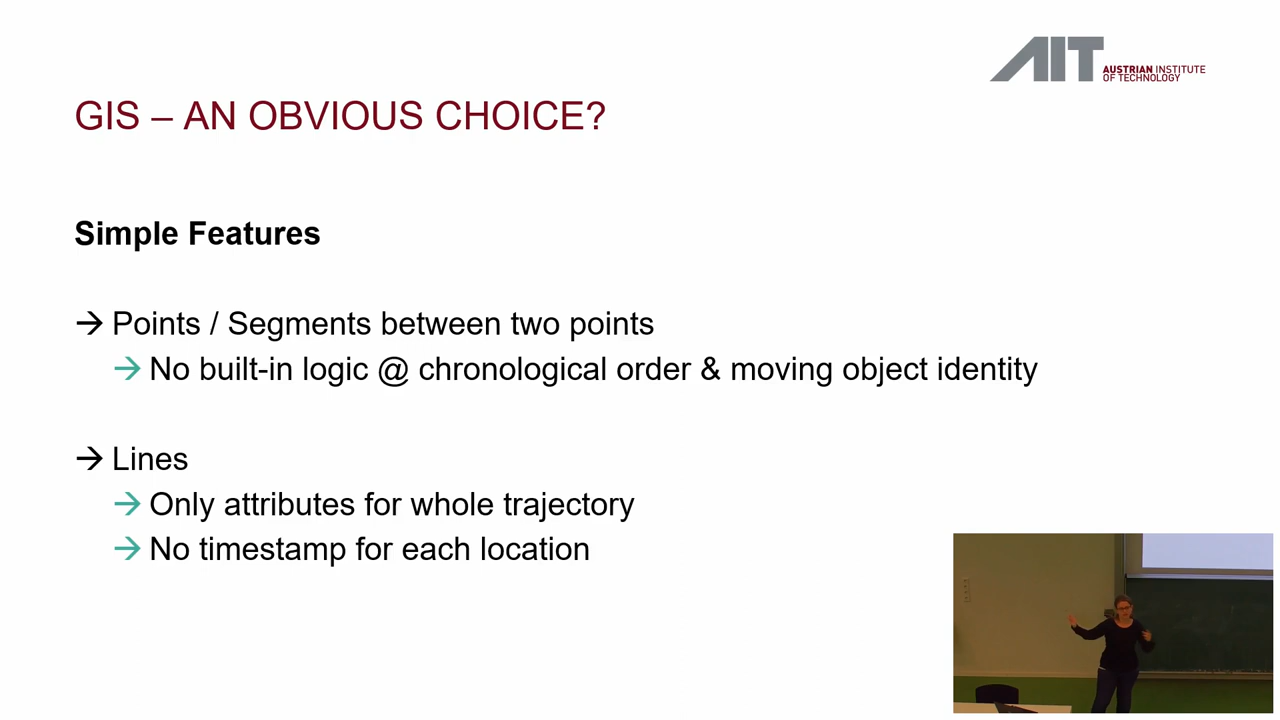 AIT AUSTRIAN INSTITUTE
OF TECHNOLOGY
GIS – AN OBVIOUS CHOICE?
Simple Features
→ Points / Segments between two points
→ No built-in logic @ chronological order & moving object identity
→ Lines
→ Only attributes for whole trajectory
→ No timestamp for each location